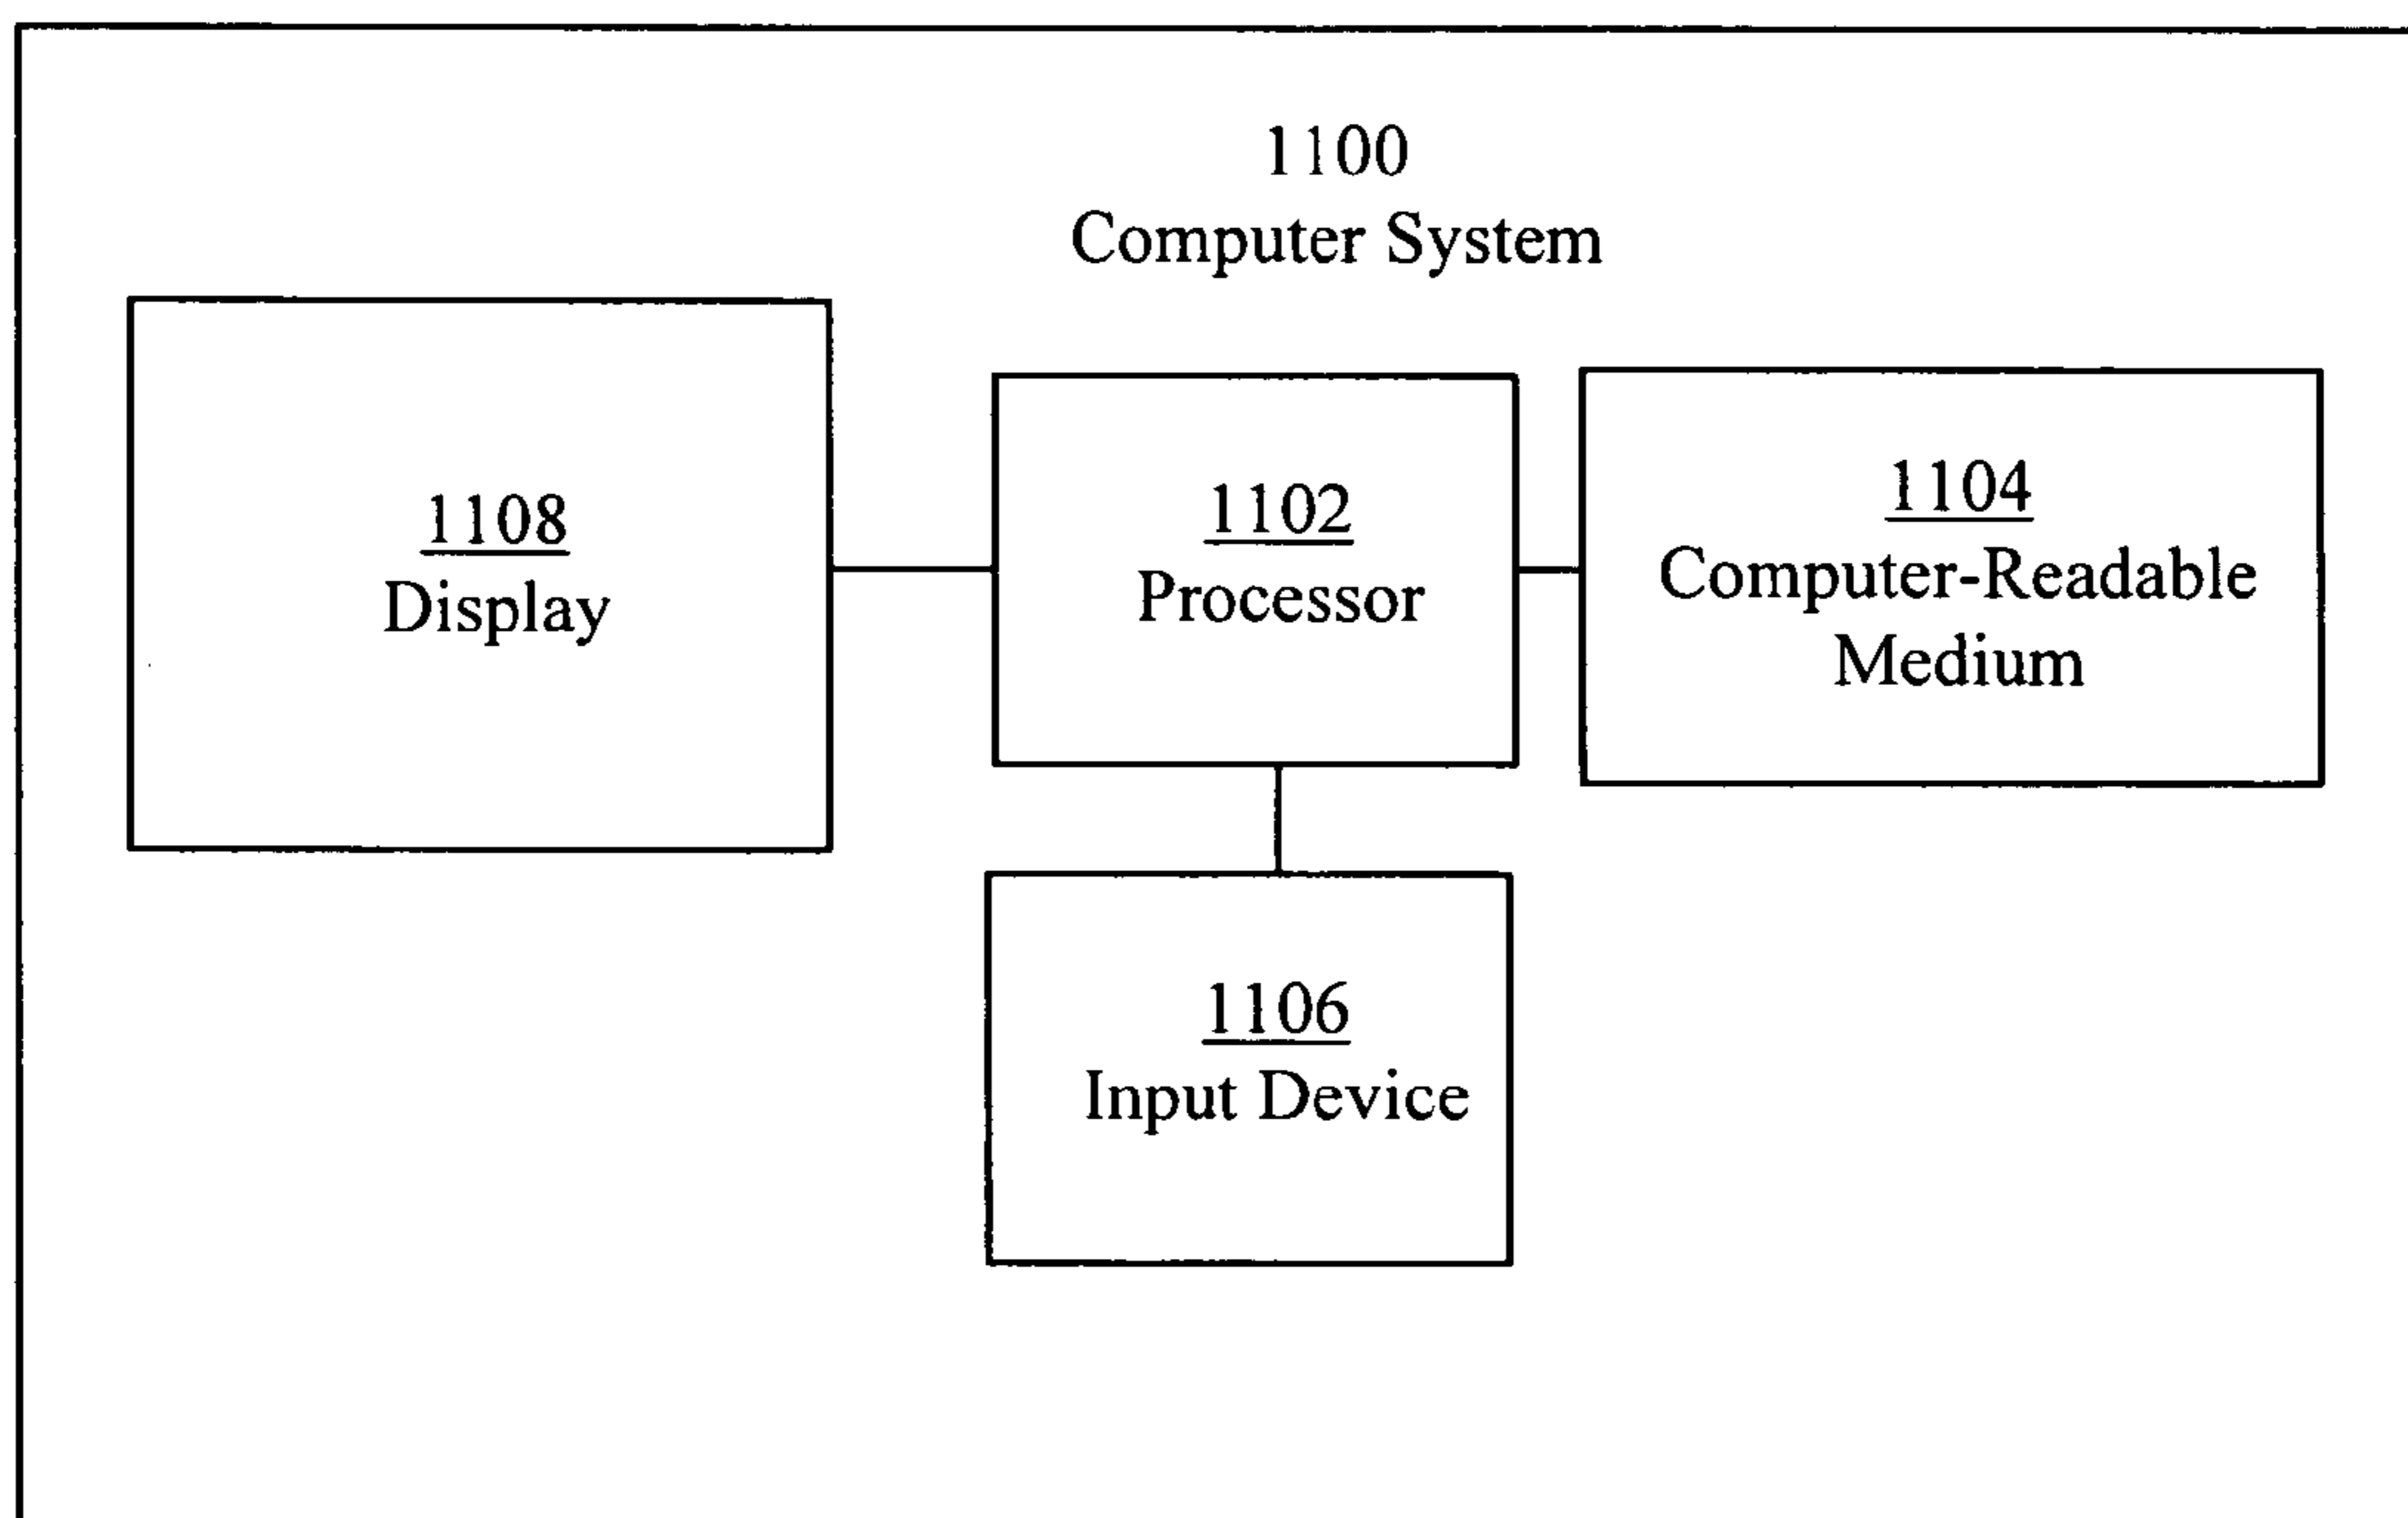 1100
Computer System
1108
Display
1102
Processor
1104
Computer-Readable
Medium
1106
Input Device